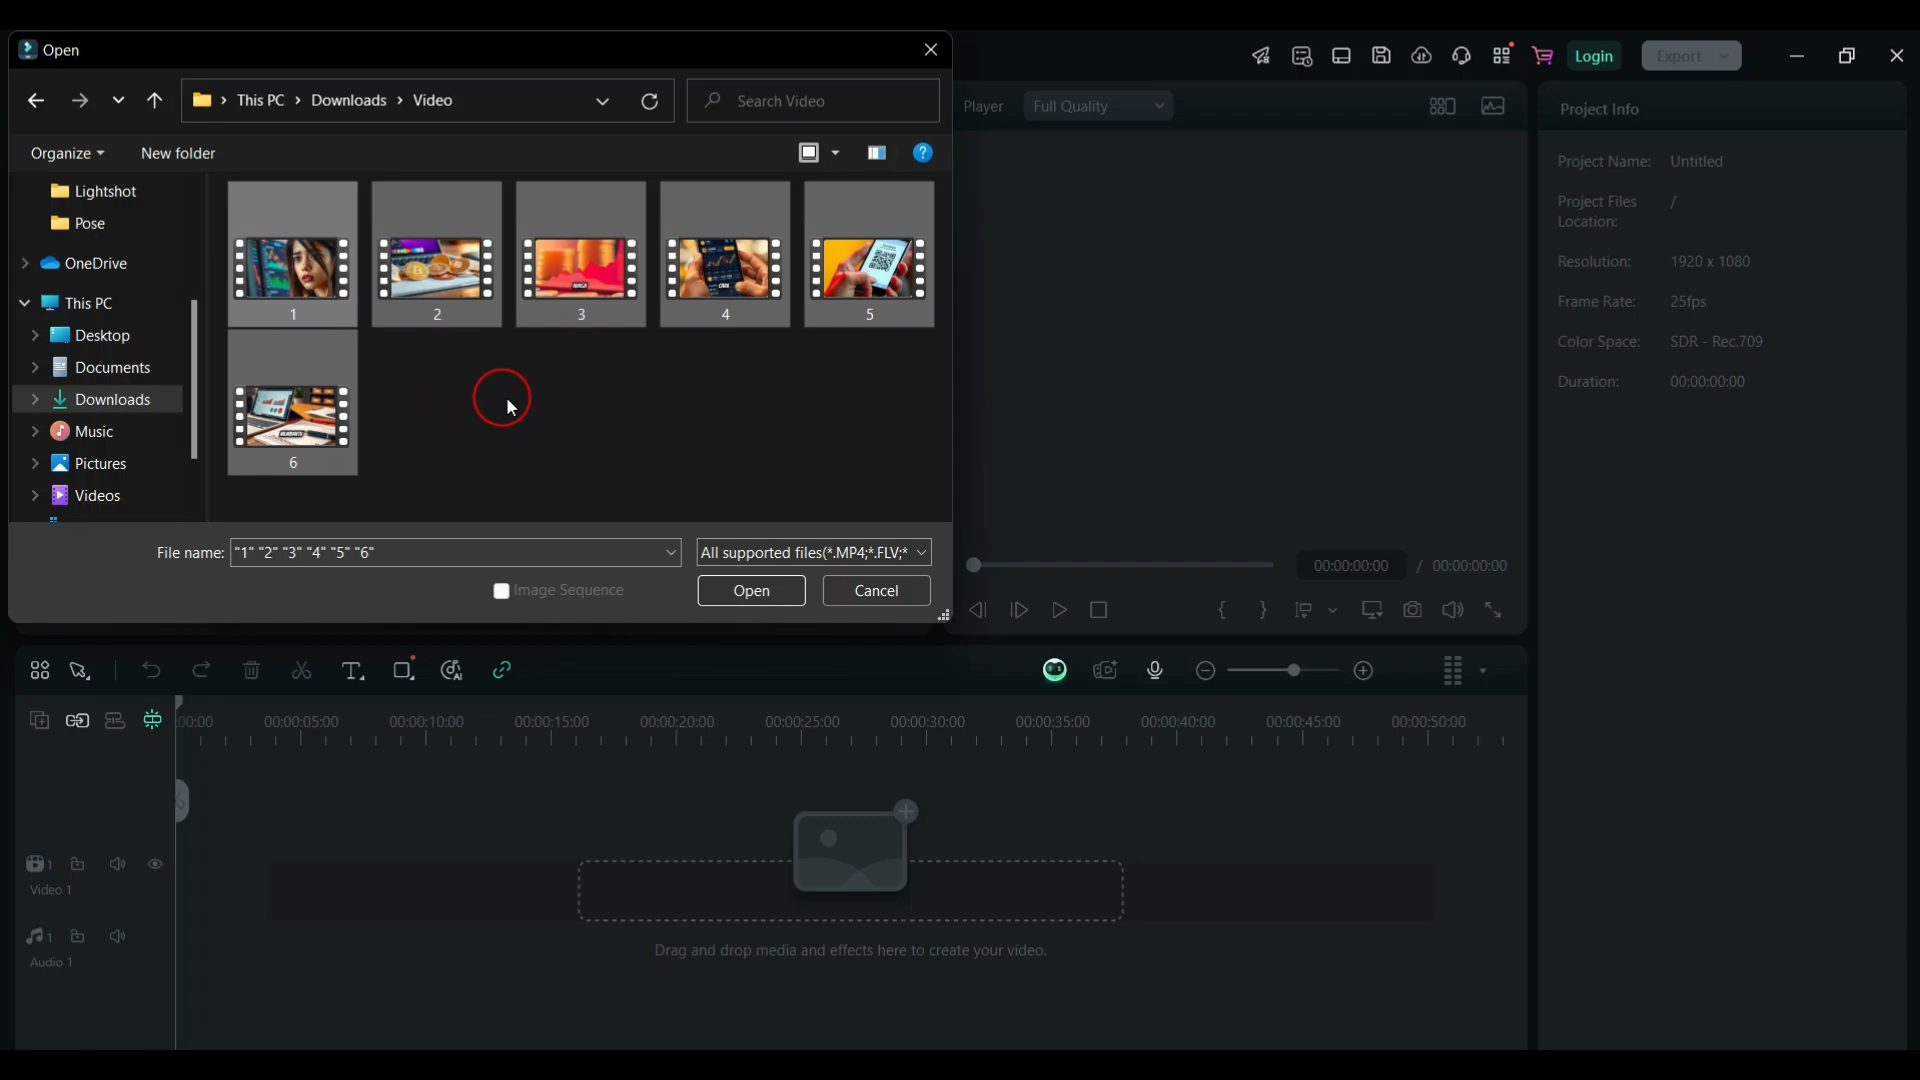 Open
This PC > Downloads > Video
Search Video
Organize
New folder
Lightshot
Pose
OneDrive
This PC
Desktop
Documents
Downloads
Music
Pictures
Videos
1
2
3
4
5
6
File name:
"1" "2" "3" "4" "5" "6"
All supported files(*.MP4;*.FLV;*
Image Sequence
Open
Cancel
Login
Export
Player
Full Quality
Project Info
Project Name: Untitled
Project Files /
Location:
Resolution: 1920 x 1080
Frame Rate: 25fps
Color Space: SDR - Rec.709
Duration: 00:00:00:00
00:00:00:00 / 00:00:00:00
:00:00 00:00:05:00 00:00:10:00 00:00:15:00 00:00:20:00 00:00:25:00 00:00:30:00 00:00:35:00 00:00:40:00 00:00:45:00 00:00:50:00
1
Video 1
1
Audio 1
Drag and drop media and effects here to create your video.